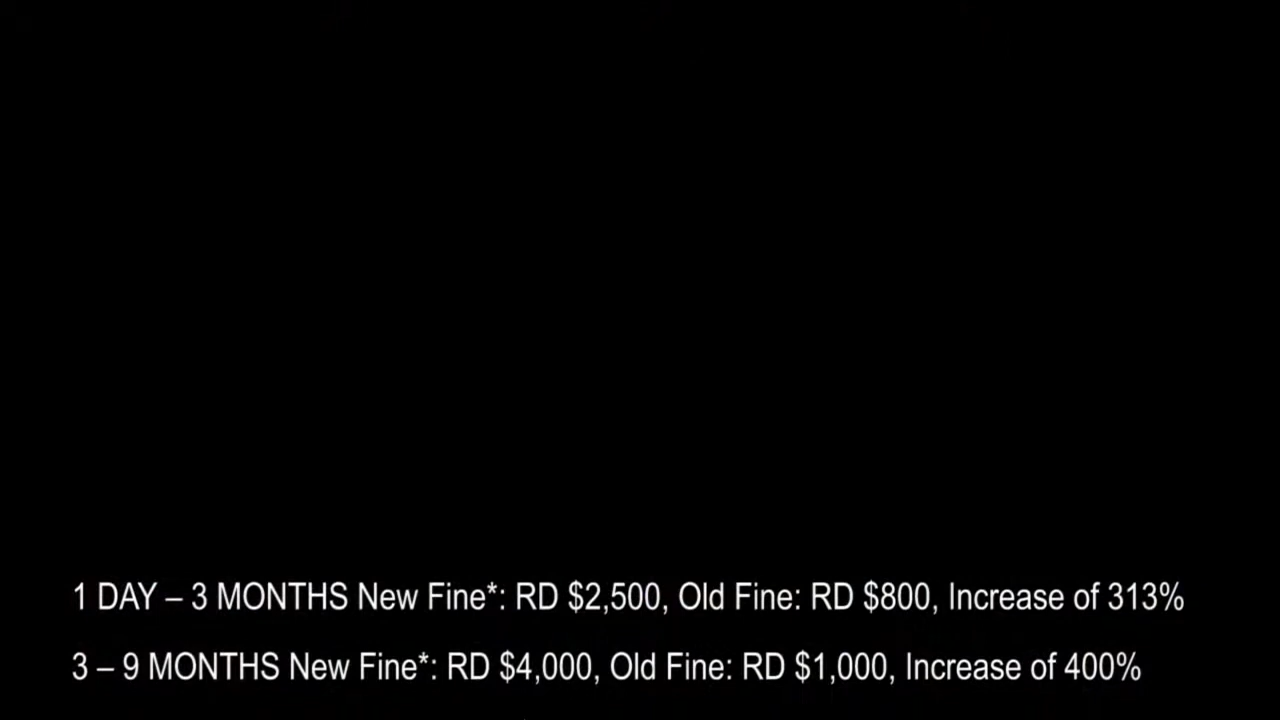 1 DAY – 3 MONTHS New Fine*: RD $2,500, Old Fine: RD $800, Increase of 313%
3 – 9 MONTHS New Fine*: RD $4,000, Old Fine: RD $1,000, Increase of 400%